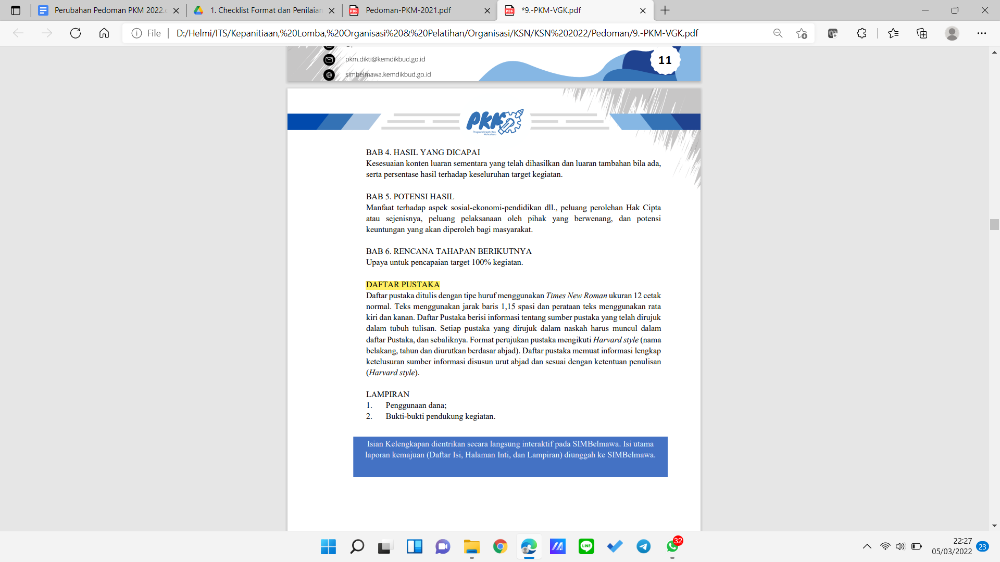 Perubahan Pedoman PKM 2022.
1. Checklist Format dan Penilaian
Pedoman-PKM-2021.pdf
*9.-PKM-VGK.pdf
File
D:/Helmi/ITS/Kepanitiaan,%20Lomba,%20Organisasi%20&%20Pelatihan/Organisasi/KSN/KSN%202022/Pedoman/9.-PKM-VGK.pdf
pkm.dikti@kemdikbud.go.id
11
simbelmawa.kemdikbud.go.id
PKM
Program Kreativitas
Mahasiswa
BAB 4. HASIL YANG DICAPAI
Kesesuaian konten luaran sementara yang telah dihasilkan dan luaran tambahan bila ada,
serta persentase hasil terhadap keseluruhan target kegiatan.
BAB 5. POTENSI HASIL
Manfaat terhadap aspek sosial-ekonomi-pendidikan dll., peluang perolehan Hak Cipta
atau sejenisnya, peluang pelaksanaan oleh pihak yang berwenang, dan potensi
keuntungan yang akan diperoleh bagi masyarakat.
BAB 6. RENCANA TAHAPAN BERIKUTNYA
Upaya untuk pencapaian target 100% kegiatan.
DAFTAR PUSTAKA
Daftar pustaka ditulis dengan tipe huruf menggunakan Times New Roman ukuran 12 cetak
normal. Teks menggunakan jarak baris 1,15 spasi dan perataan teks menggunakan rata
kiri dan kanan. Daftar Pustaka berisi informasi tentang sumber pustaka yang telah dirujuk
dalam tubuh tulisan. Setiap pustaka yang dirujuk dalam naskah harus muncul dalam
daftar Pustaka, dan sebaliknya. Format perujukan pustaka mengikuti Harvard style (nama
belakang, tahun dan diurutkan berdasar abjad). Daftar pustaka memuat informasi lengkap
ketelusuran sumber informasi disusun urut abjad dan sesuai dengan ketentuan penulisan
(Harvard style).
LAMPIRAN
1. Penggunaan dana;
2. Bukti-bukti pendukung kegiatan.
Isian Kelengkapan dientrikan secara langsung interaktif pada SIMBelmawa. Isi utama
laporan kemajuan (Daftar Isi, Halaman Inti, dan Lampiran) diunggah ke SIMBelmawa.
LINE
32
22:27
05/03/2022
23